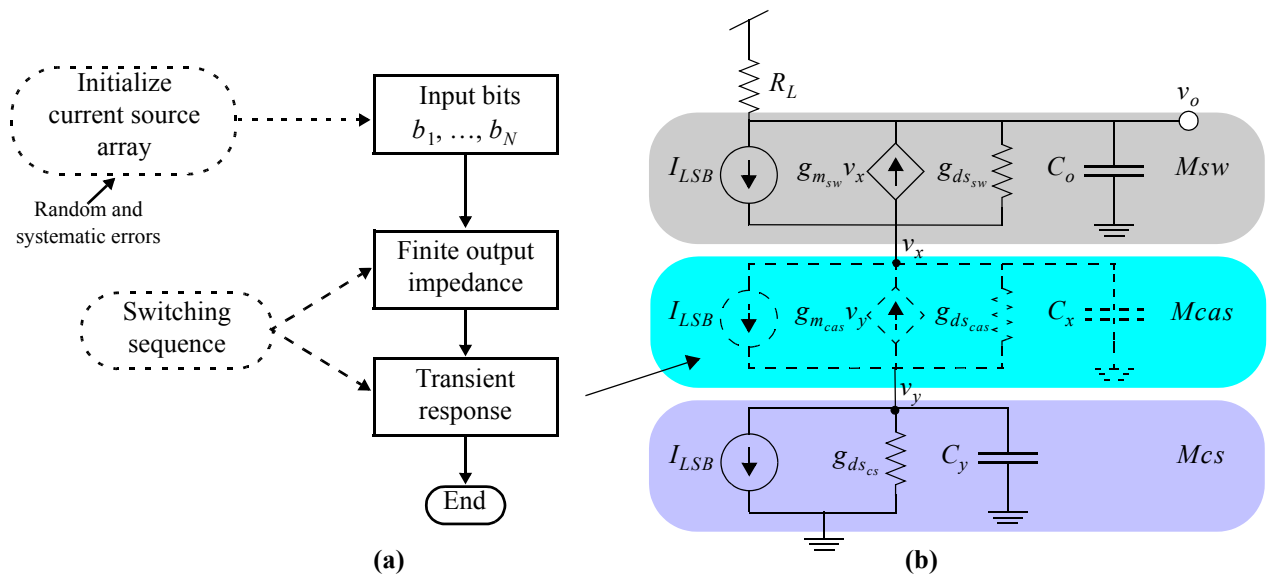 Initialize
current source
array
Random and
systematic errors
Input bits
b1, …, bN
Finite output
impedance
Switching
sequence
Transient
response
End
(a)
RL
vo
ILSB
gmsw vx
gdssw
Co
Msw
vx
ILSB
gmcas vy
gdscas
Cx
Mcas
vy
ILSB
gdscs
Cy
Mcs
(b)